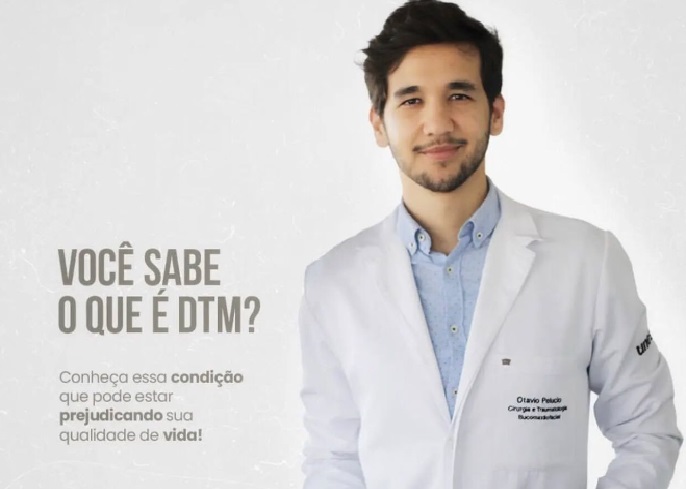 VOCÊ SABE
O QUE É DTM?
Conheça essa condição
que pode estar
prejudicando sua
qualidade de vida!
Otavio Pelucio
Cirurgia e Traumatologia
Bucomaxilofacial